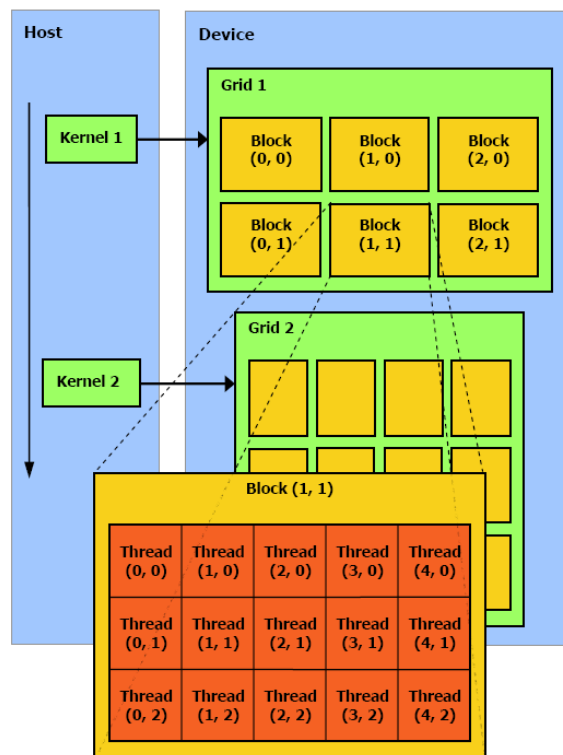 Host
Device
Grid 1
Kernel 1
Block Block Block
(0, 0) (1, 0) (2, 0)
Block Block Block
(0, 1) (1, 1) (2, 1)
Grid 2
Kernel 2
Block (1, 1)
Thread Thread Thread Thread Thread
(0, 0) (1, 0) (2, 0) (3, 0) (4, 0)
Thread Thread Thread Thread Thread
(0, 1) (1, 1) (2, 1) (3, 1) (4, 1)
Thread Thread Thread Thread Thread
(0, 2) (1, 2) (2, 2) (3, 2) (4, 2)